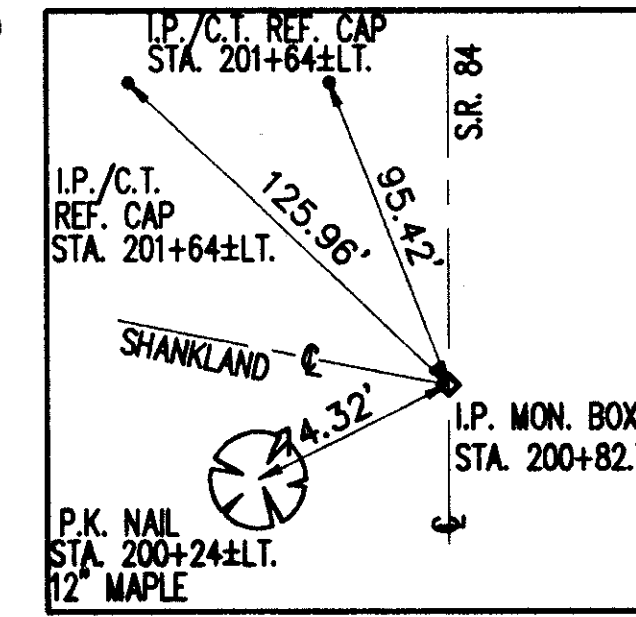 I.P./C.T. REF. CAP
STA. 201+64±LT.
S.R. 84
I.P./C.T.
REF. CAP
STA. 201+64±LT.
125.96'
95.42'
SHANKLAND ℄
4.32'
I.P. MON. BOX
STA. 200+82.
℄
P.K. NAIL
STA. 200+24±LT.
12" MAPLE